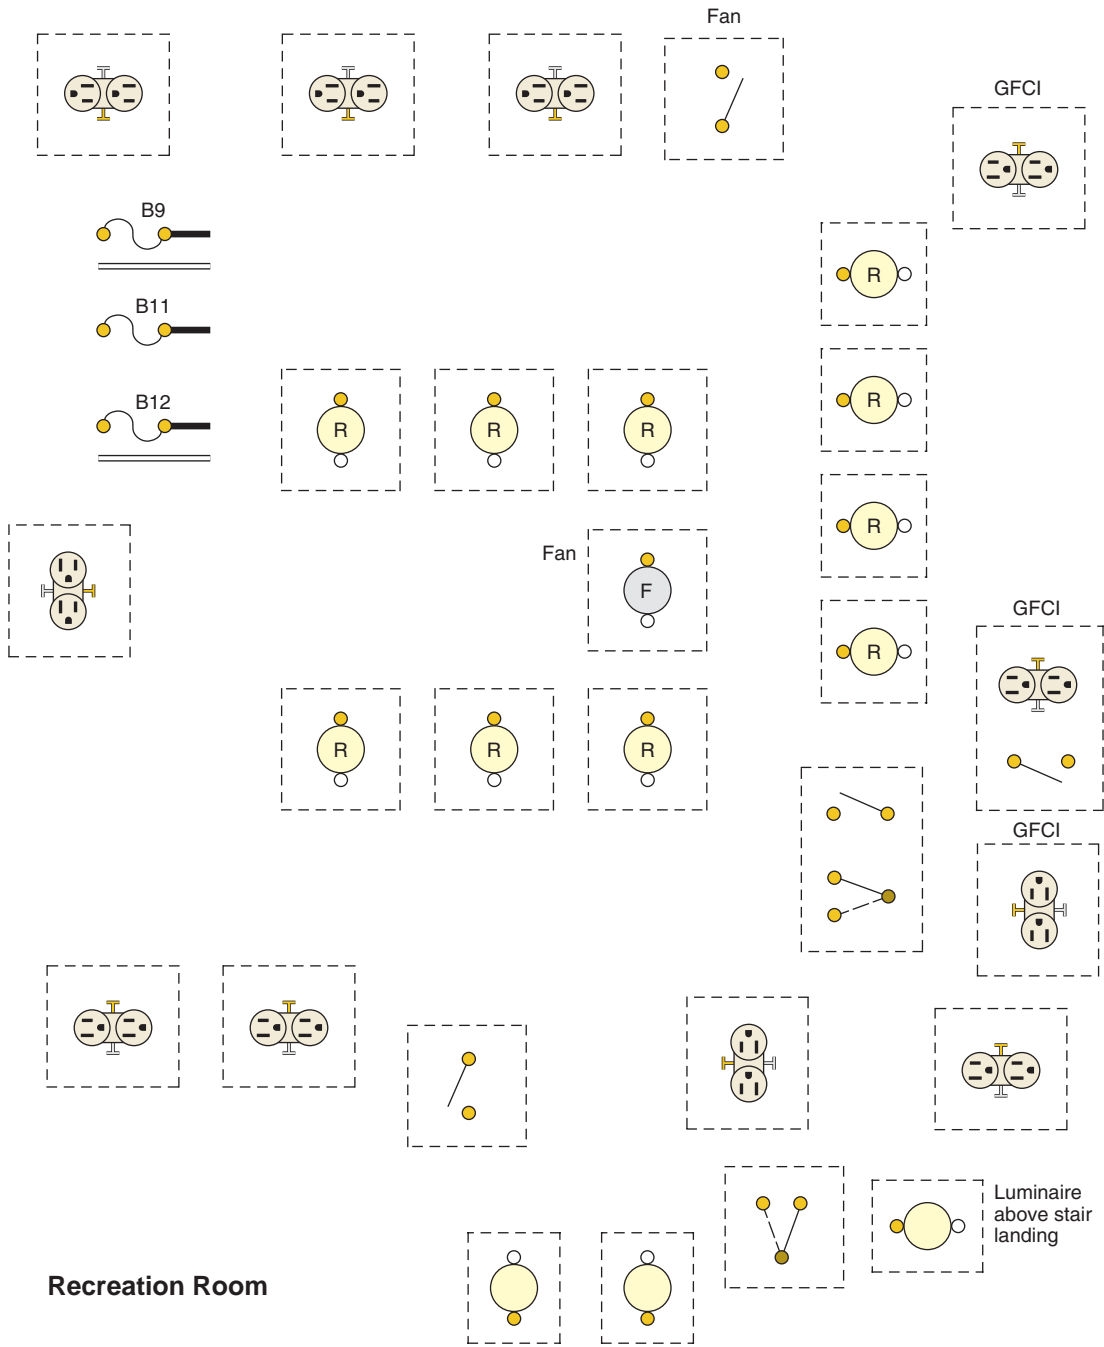 Fan
GFCI
B9
R
B11
R
B12
R
R
R
R
Fan
F
GFCI
R
R
R
R
GFCI
Luminaire
above stair
landing
Recreation Room